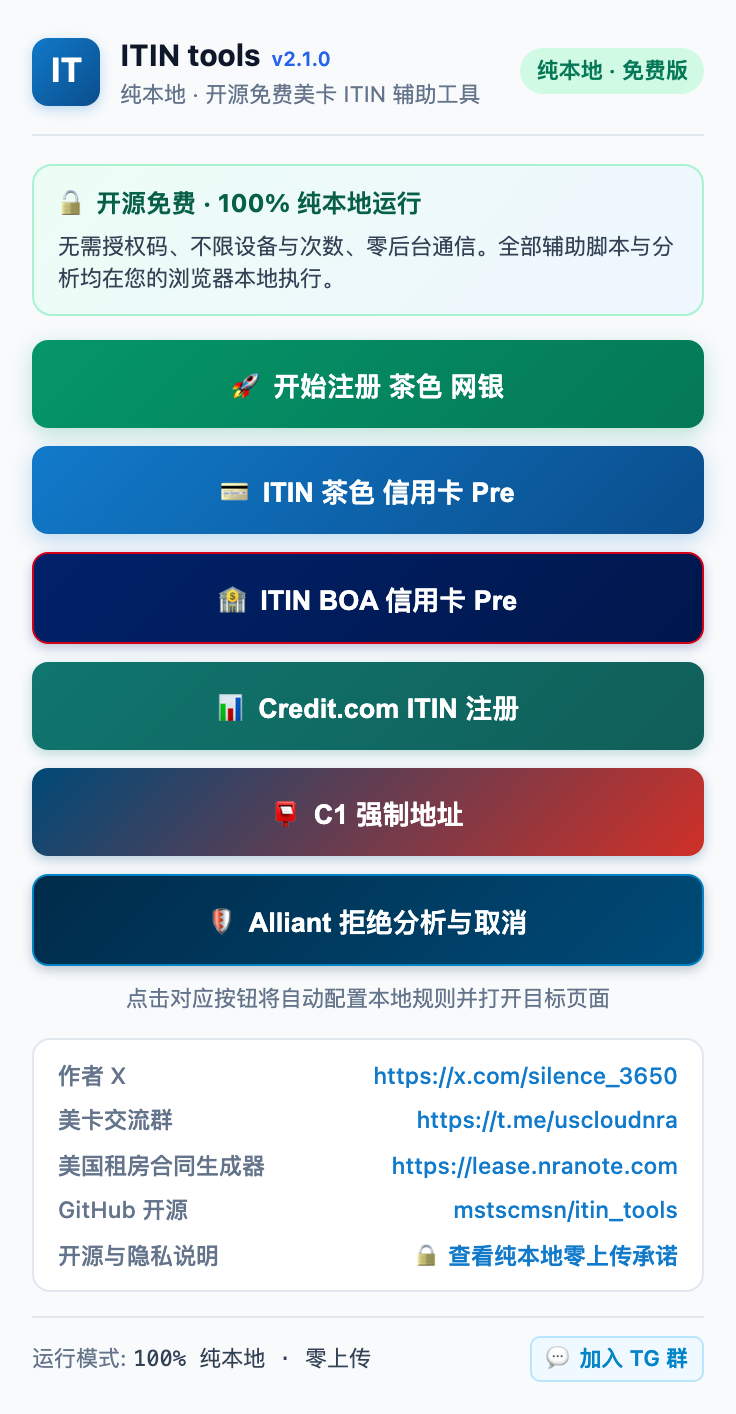 IT
ITIN tools v2.1.0
纯本地 · 开源免费美卡 ITIN 辅助工具
纯本地 · 免费版
开源免费 · 100% 纯本地运行
无需授权码、不限设备与次数、零后台通信。全部辅助脚本与分
析均在您的浏览器本地执行。
开始注册 茶色 网银
ITIN 茶色 信用卡 Pre
ITIN BOA 信用卡 Pre
Credit.com ITIN 注册
C1 强制地址
Alliant 拒绝分析与取消
点击对应按钮将自动配置本地规则并打开目标页面
作者 X https://x.com/silence_3650
美卡交流群 https://t.me/uscloudnra
美国租房合同生成器 https://lease.nranote.com
GitHub 开源 mstscmsn/itin_tools
开源与隐私说明 查看纯本地零上传承诺
运行模式: 100% 纯本地 · 零上传
加入 TG 群